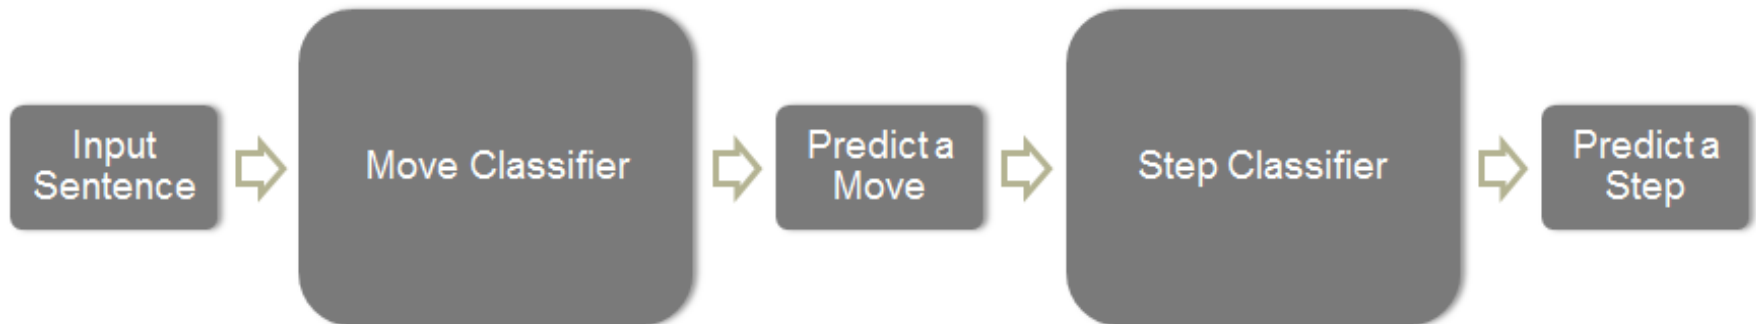 Input
Sentence
Move Classifier
Predict a
Move
Step Classifier
Predict a
Step